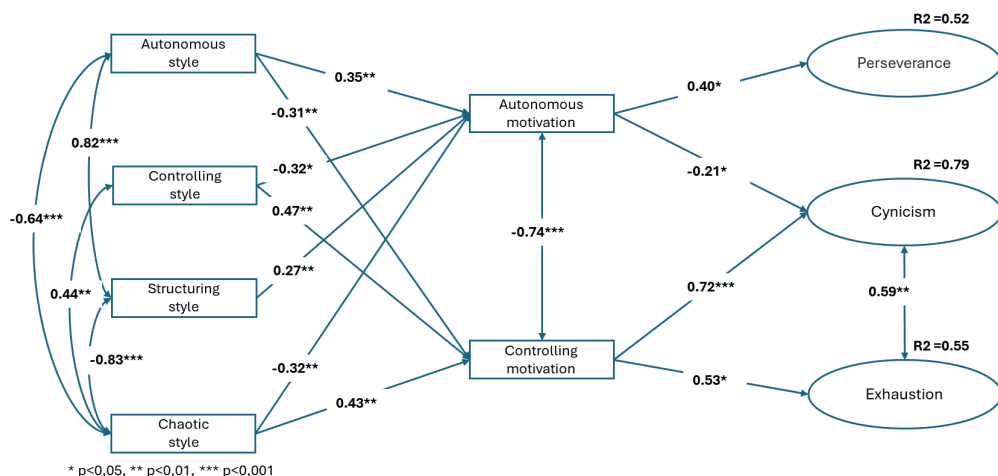 R2 =0.52
Autonomous
style
Perseverance
0.35**
0.40*
Autonomous
motivation
-0.31**
0.82***
-0.32*
-0.21*
R2 =0.79
Controlling
style
0.47**
Cynicism
-0.64***
-0.74***
0.27**
0.72***
0.59**
Structuring
style
0.44**
-0.83***
-0.32**
Controlling
motivation
R2 =0.55
0.53*
0.43**
Exhaustion
Chaotic
style
* p<0,05, ** p<0,01, *** p<0,001